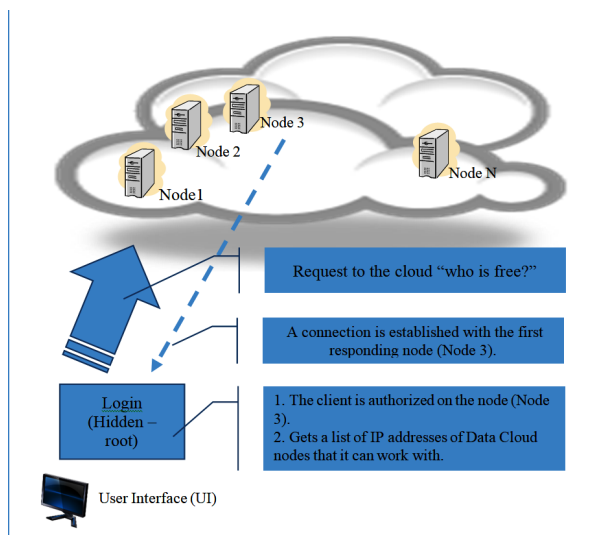 Node 3
Node 2
Node N
Node1
Request to the cloud “who is free?”
A connection is established with the first
responding node (Node 3).
Login
(Hidden –
root)
1. The client is authorized on the node (Node
3).
2. Gets a list of IP addresses of Data Cloud
nodes that it can work with.
User Interface (UI)